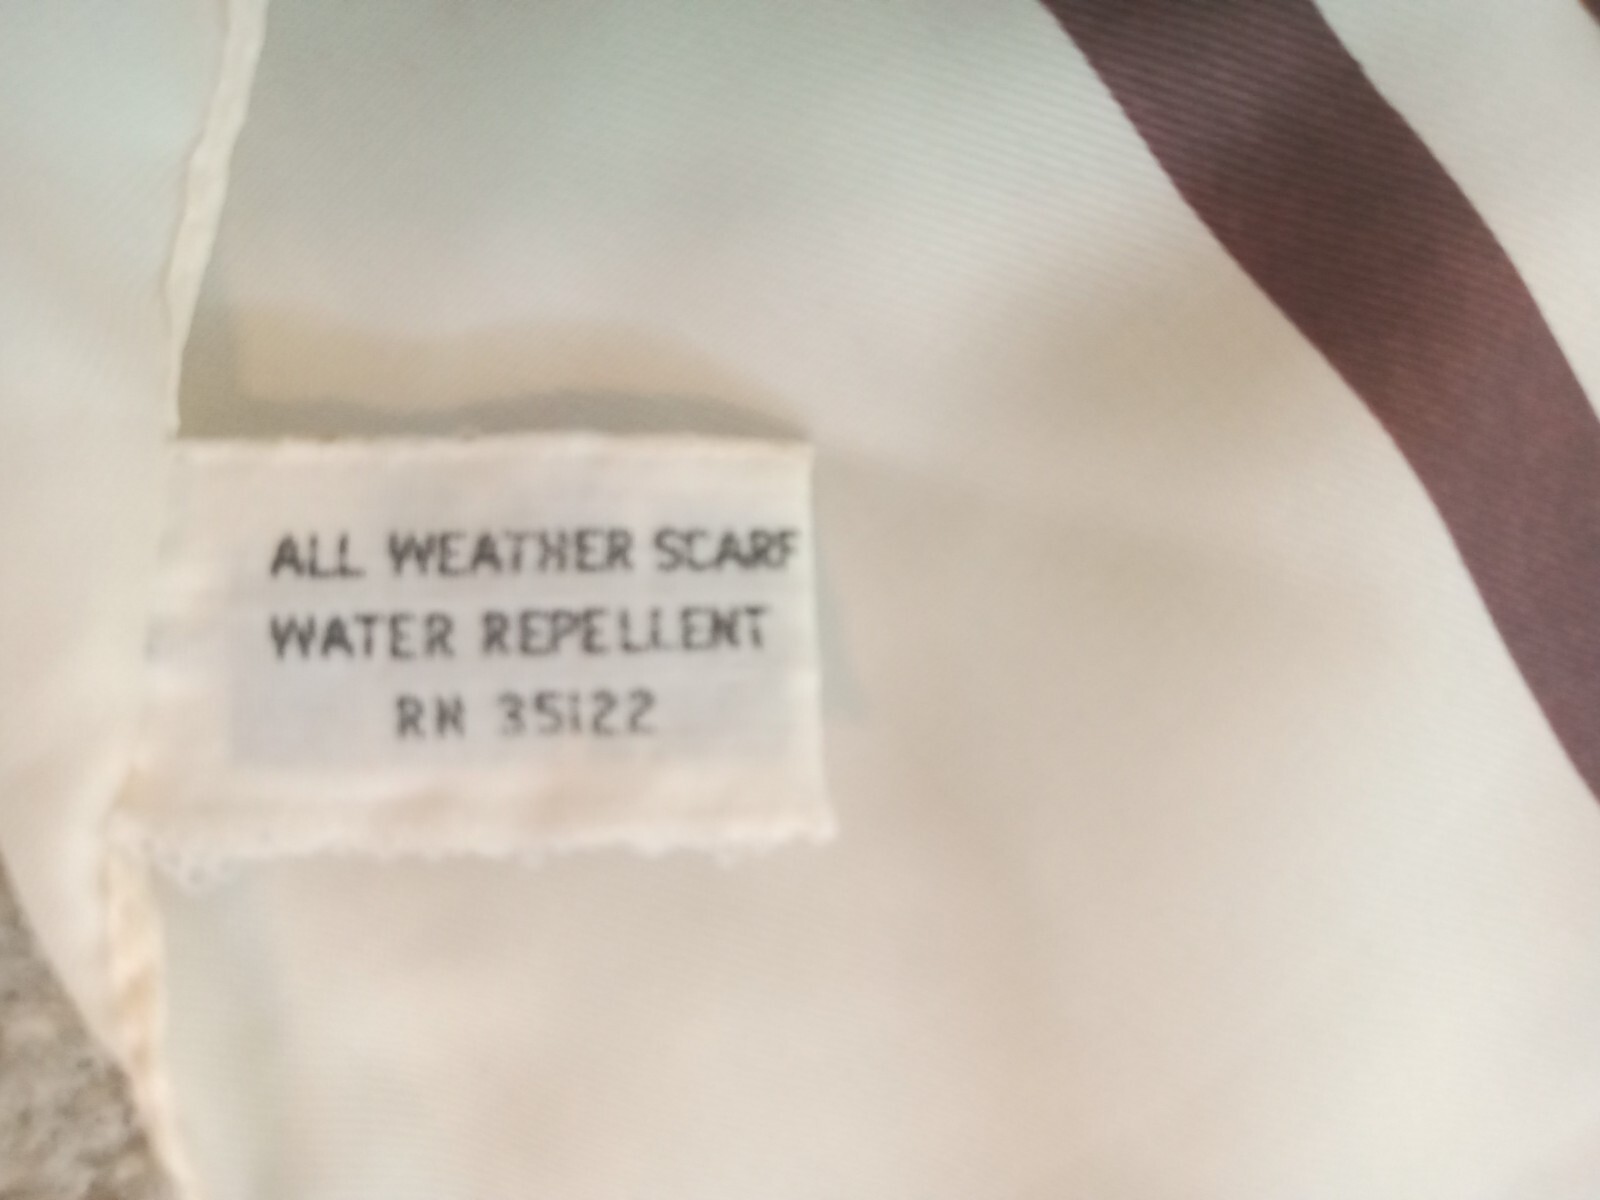 ALL WEATHER SCARF
WATER REPELLENT
RN 35122